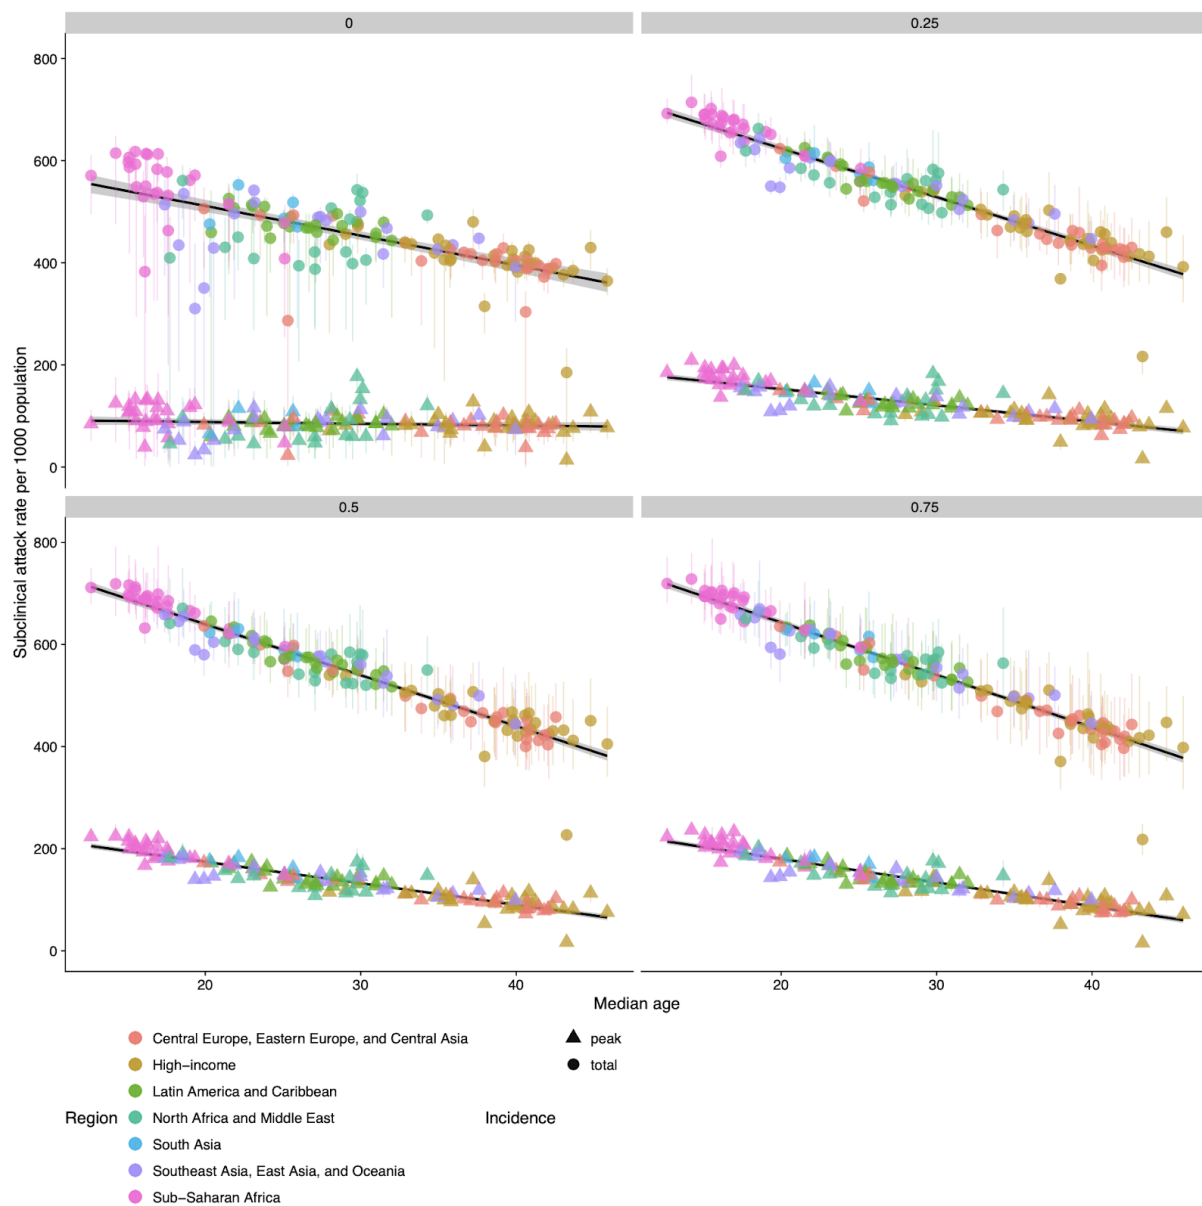 0
0.25
800
600
400
200
0
0.5
0.75
800
600
400
200
0
20
30
40
20
30
40
Subclinical attack rate per 1000 population
Median age
Region
Central Europe, Eastern Europe, and Central Asia
High−income
Latin America and Caribbean
North Africa and Middle East
South Asia
Southeast Asia, East Asia, and Oceania
Sub−Saharan Africa
Incidence
peak
total